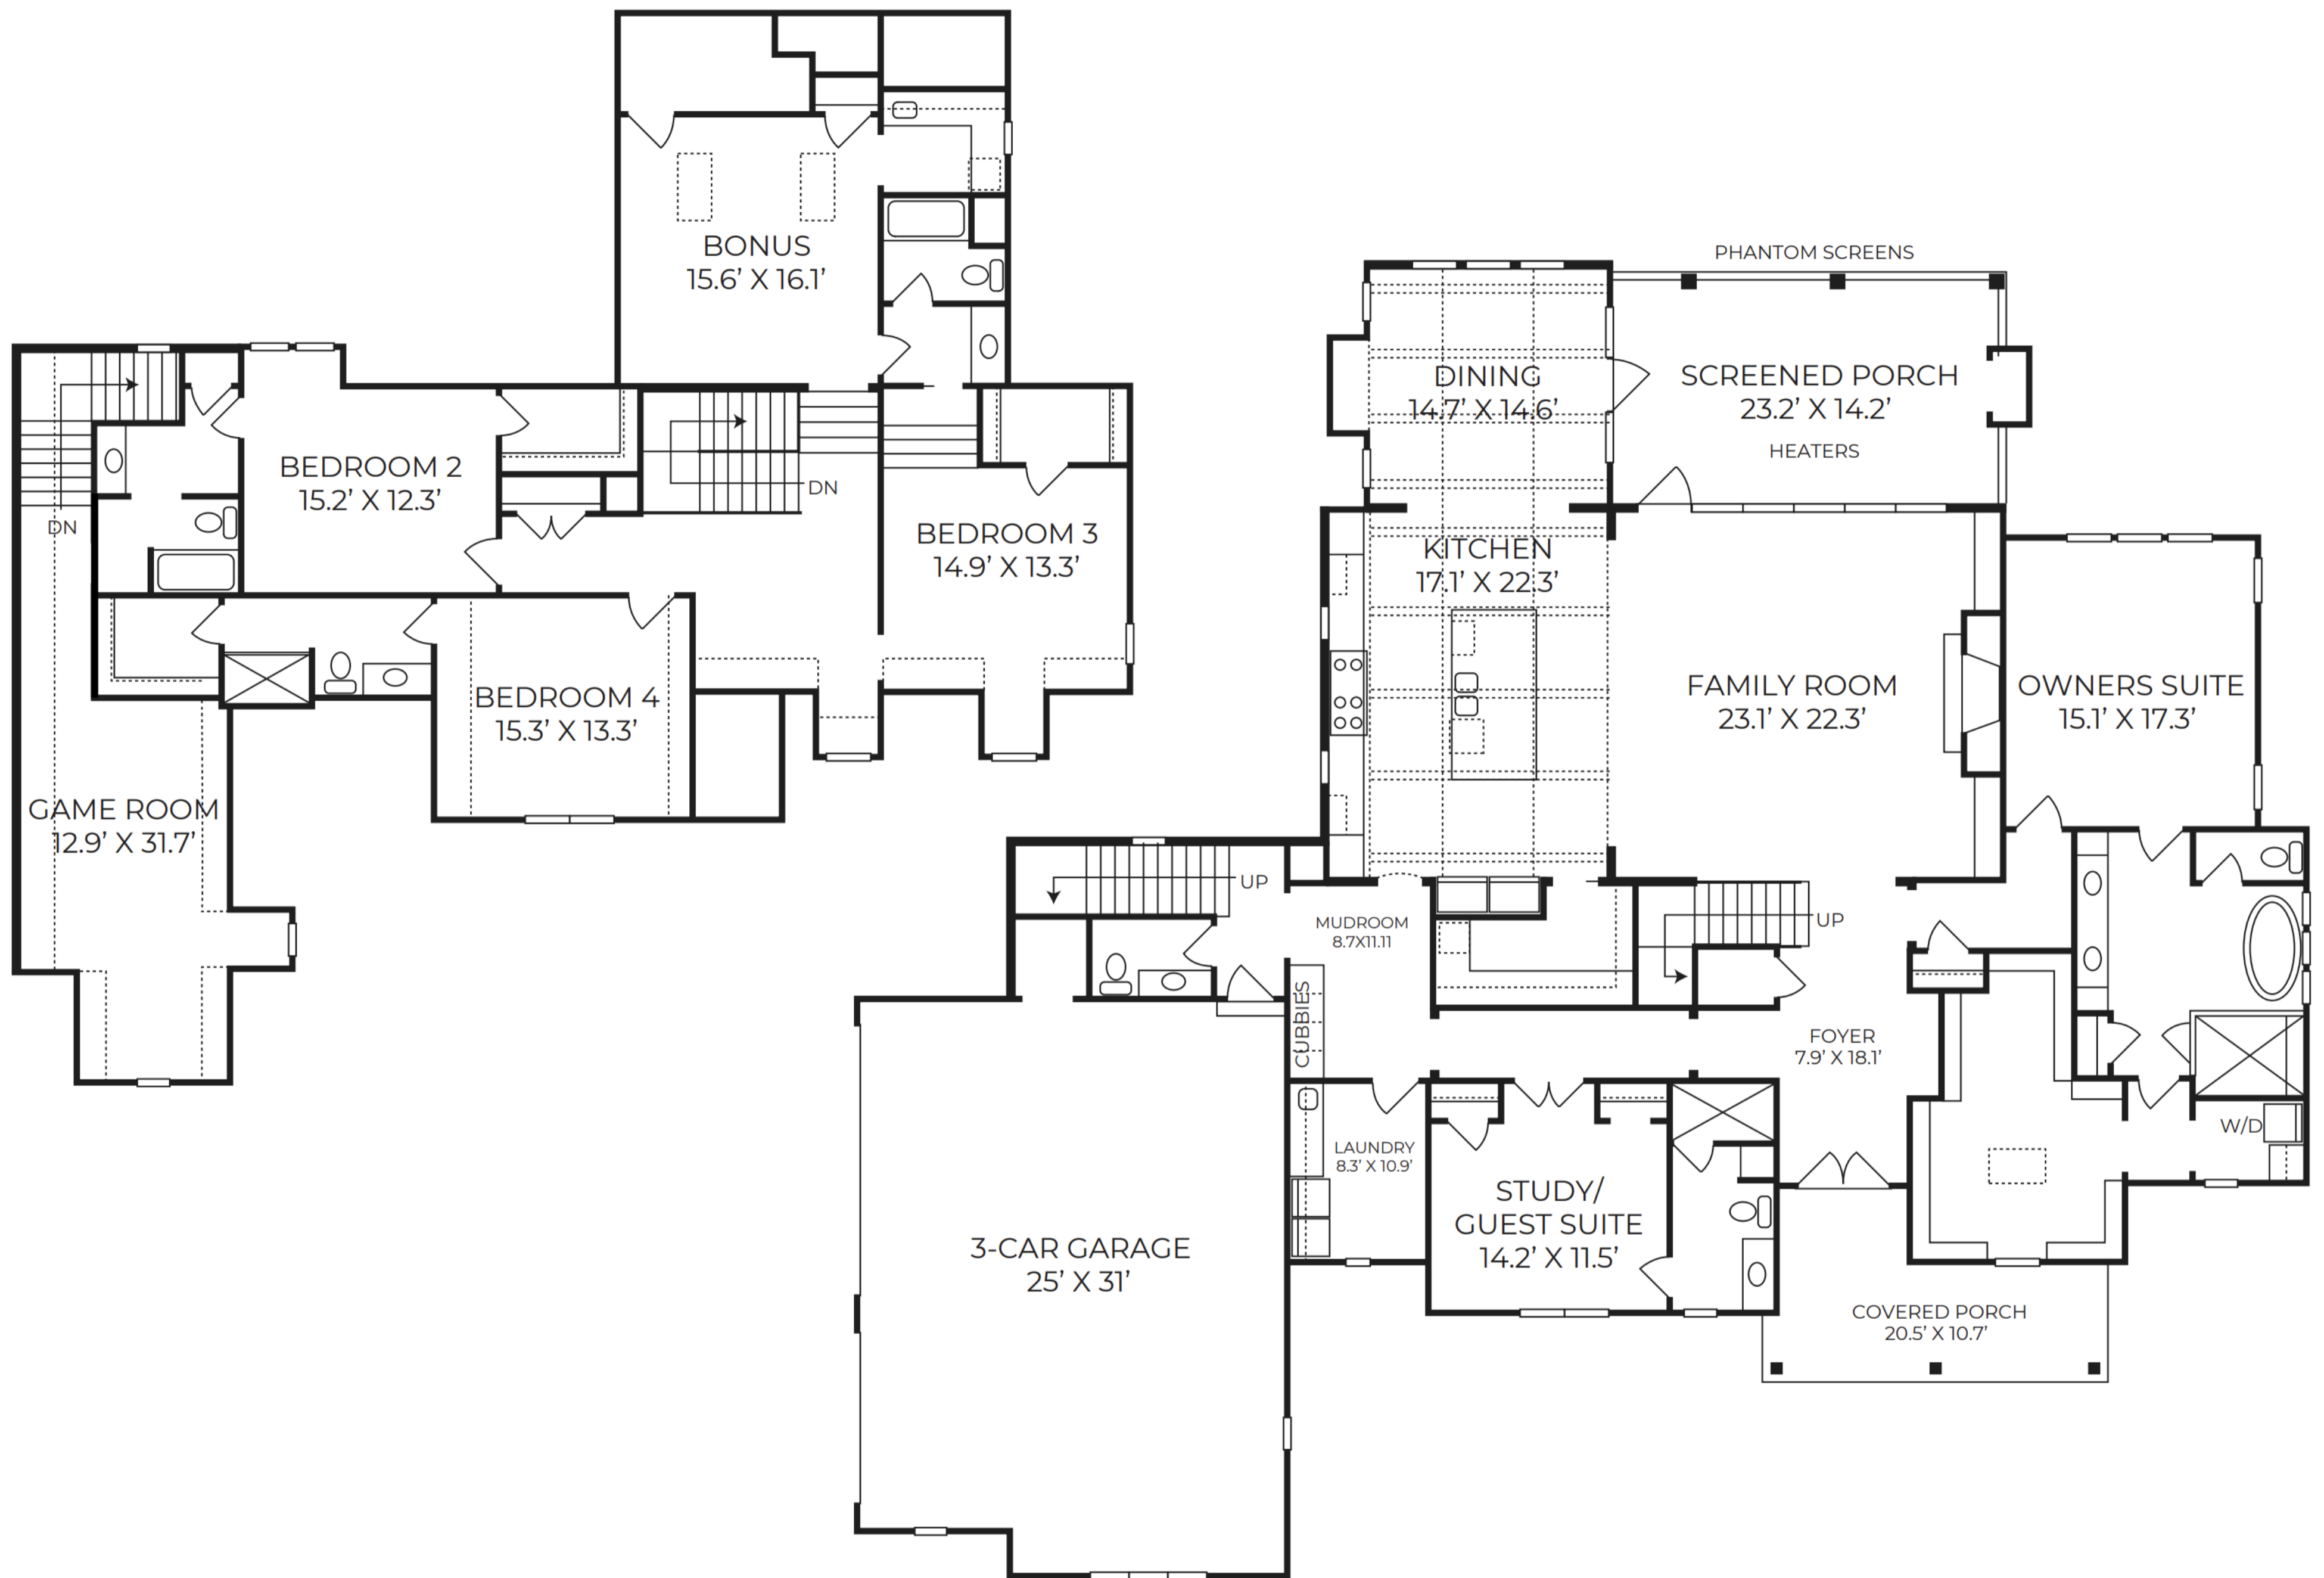 BONUS
15.6’ X 16.1’
BEDROOM 2
15.2’ X 12.3’
DN
DN
BEDROOM 3
14.9’ X 13.3’
BEDROOM 4
15.3’ X 13.3’
GAME ROOM
12.9’ X 31.7’
PHANTOM SCREENS
DINING
14.7’ X 14.6’
SCREENED PORCH
23.2’ X 14.2’
HEATERS
KITCHEN
17.1’ X 22.3’
FAMILY ROOM
23.1’ X 22.3’
OWNERS SUITE
15.1’ X 17.3’
UP
MUDROOM
8.7X11.11
UP
CUBBIES
FOYER
7.9’ X 18.1’
LAUNDRY
8.3’ X 10.9’
W/D
STUDY/
GUEST SUITE
14.2’ X 11.5’
3-CAR GARAGE
25’ X 31’
COVERED PORCH
20.5’ X 10.7’